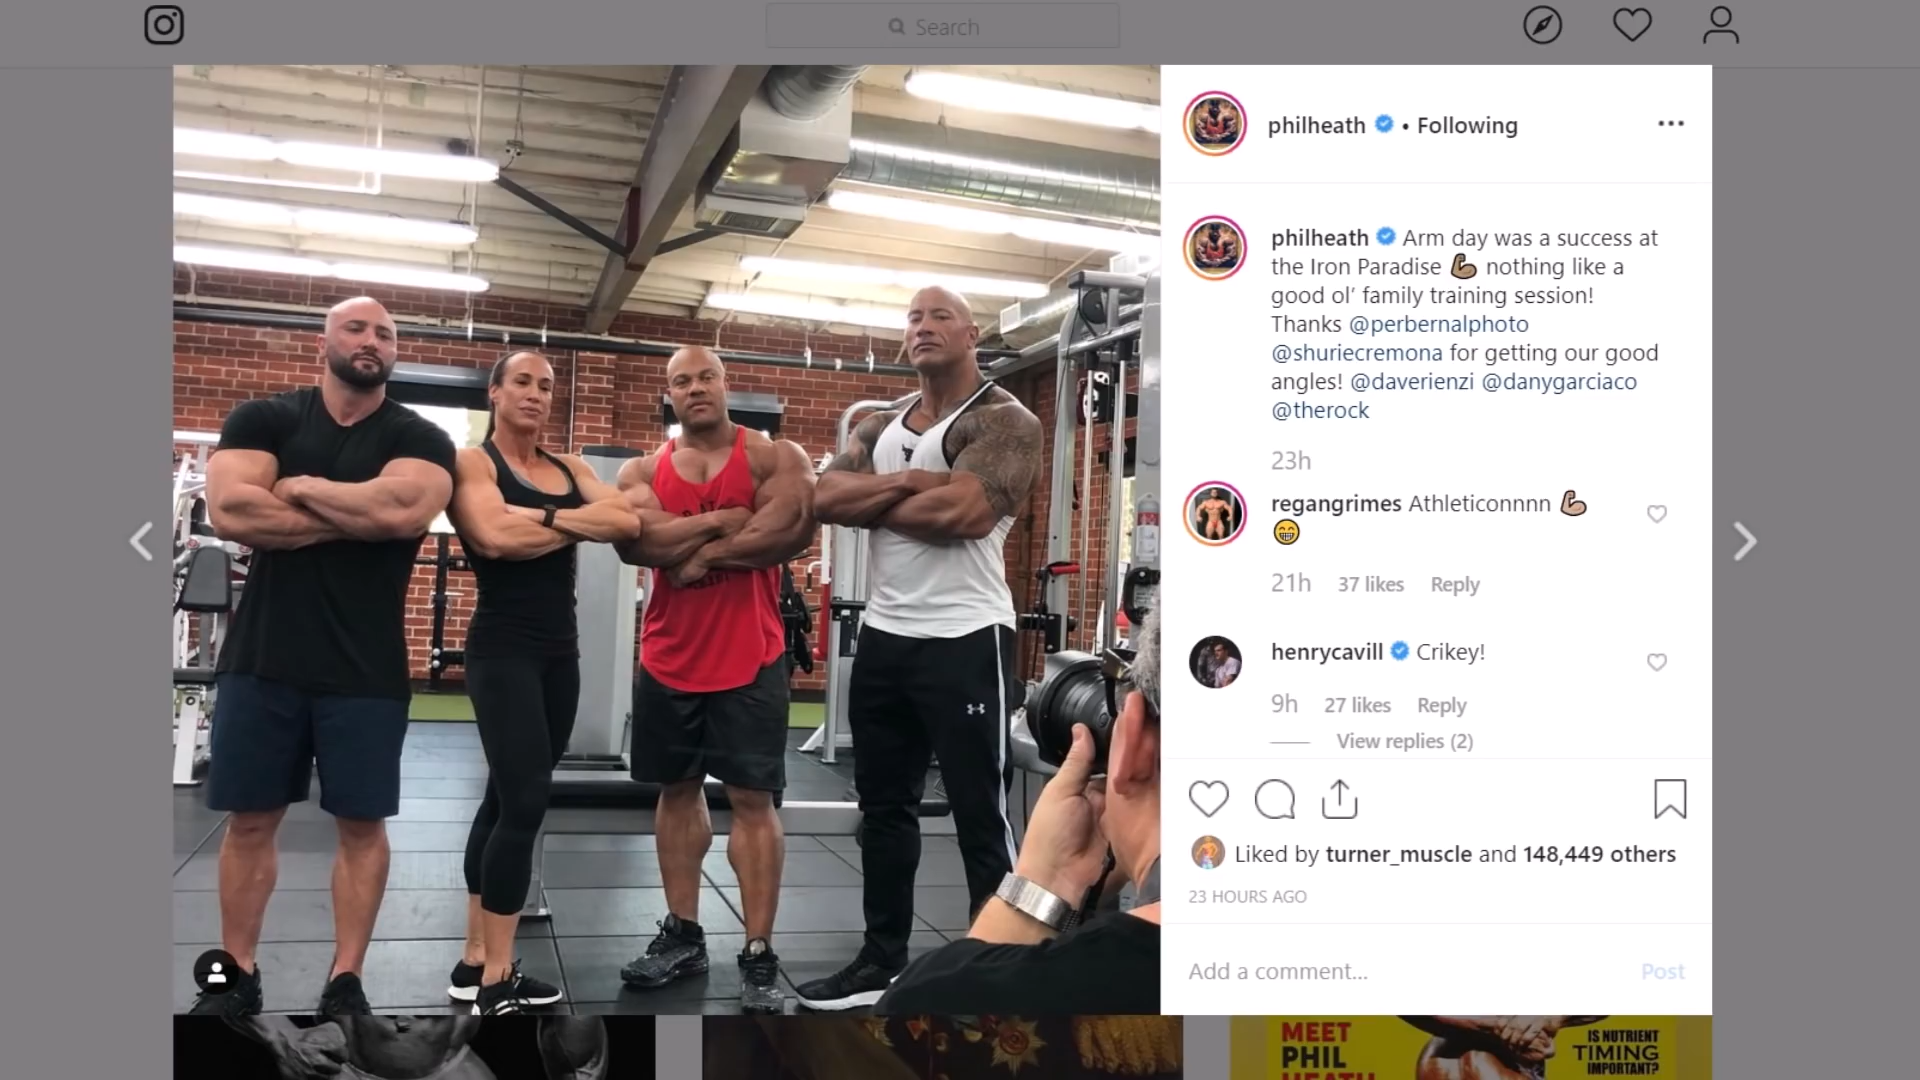 Search
philheath • Following
philheath Arm day was a success at
the Iron Paradise 💪🏽 nothing like a
good ol’ family training session!
Thanks @perbernalphoto
@shuriecremona for getting our good
angles! @daverienzi @danygarciaco
@therock
23h
regangrimes Athleticonnnn 💪🏼
😁
21h 37 likes Reply
henrycavill Crikey!
9h 27 likes Reply
View replies (2)
Liked by turner_muscle and 148,449 others
23 HOURS AGO
Add a comment... Post
MEET
PHIL
HEATH
IS NUTRIENT
TIMING
IMPORTANT?